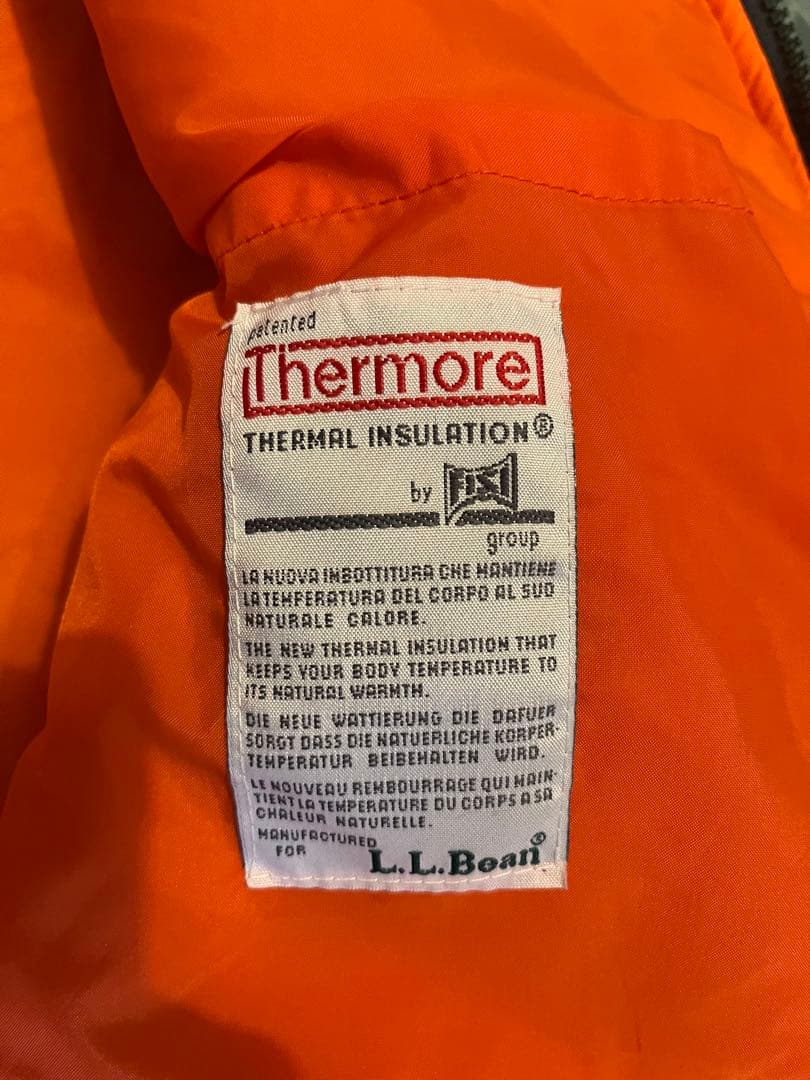 patented
Thermore
THERMAL INSULATION®
by FISI
group
LA NUOVA IMBOTTITURA CHE MANTIENE
LA TEMPERATURA DEL CORPO AL SUO
NATURALE CALORE.
THE NEW THERMAL INSULATION THAT
KEEPS YOUR BODY TEMPERATURE TO
ITS NATURAL WARMTH.
DIE NEUE WATTIERUNG DIE DAFUER
SORGT DASS DIE NATUERLICHE KORPER-
TEMPERATUR BEIBEHALTEN WIRD.
LE NOUVEAU REMBOURRAGE QUI MAIN-
TIENT LA TEMPERATURE DU CORPS A SA
CHALEUR NATURELLE.
MANUFACTURED
FOR L.L.Bean®